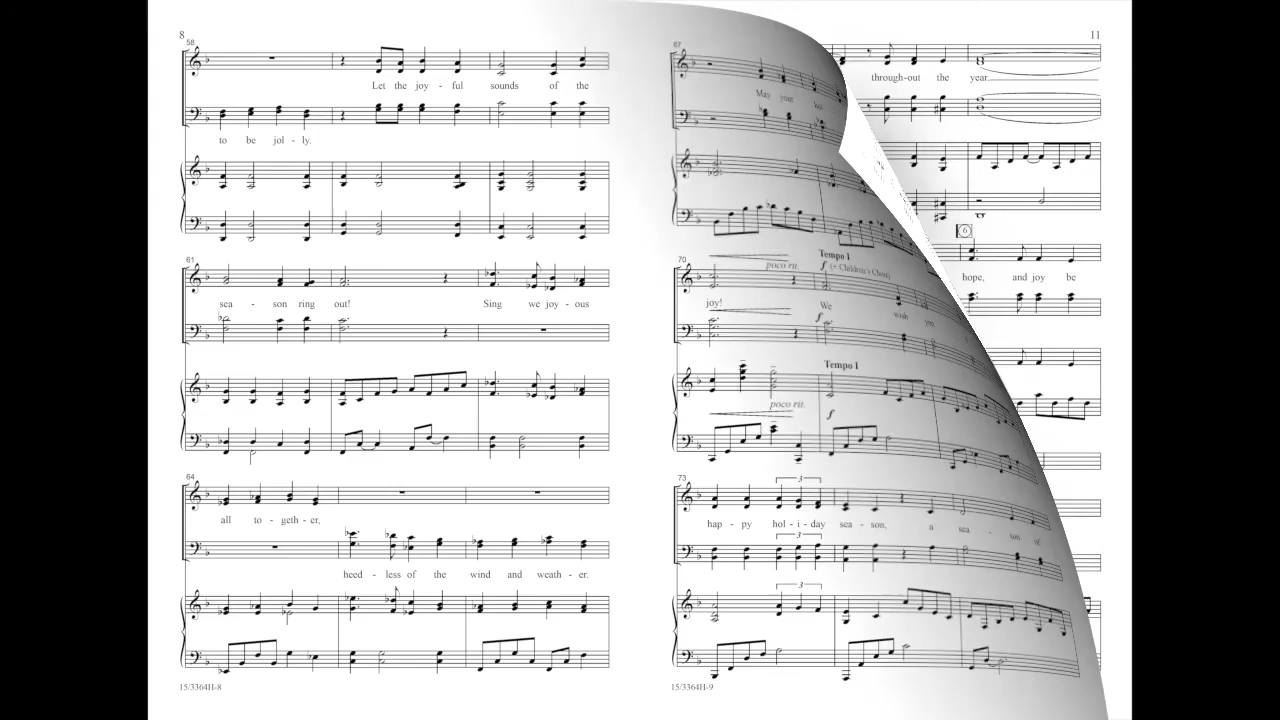 8
58
Let the joy - ful sounds of the
to be jol - ly.
61
sea - son ring out! Sing we joy - ous
64
all to - geth - er,
heed - less of the wind and weath - er.
15/3364H-8
67
May your
70
poco rit.
Tempo I
f (+ Children's Choir)
joy! We wish you
f
Tempo I
poco rit.
f
73
3
hap - py hol - i - day sea - son, a sea - son of
3
3
15/3364H-9
11
through-out the year.
hope, and joy be